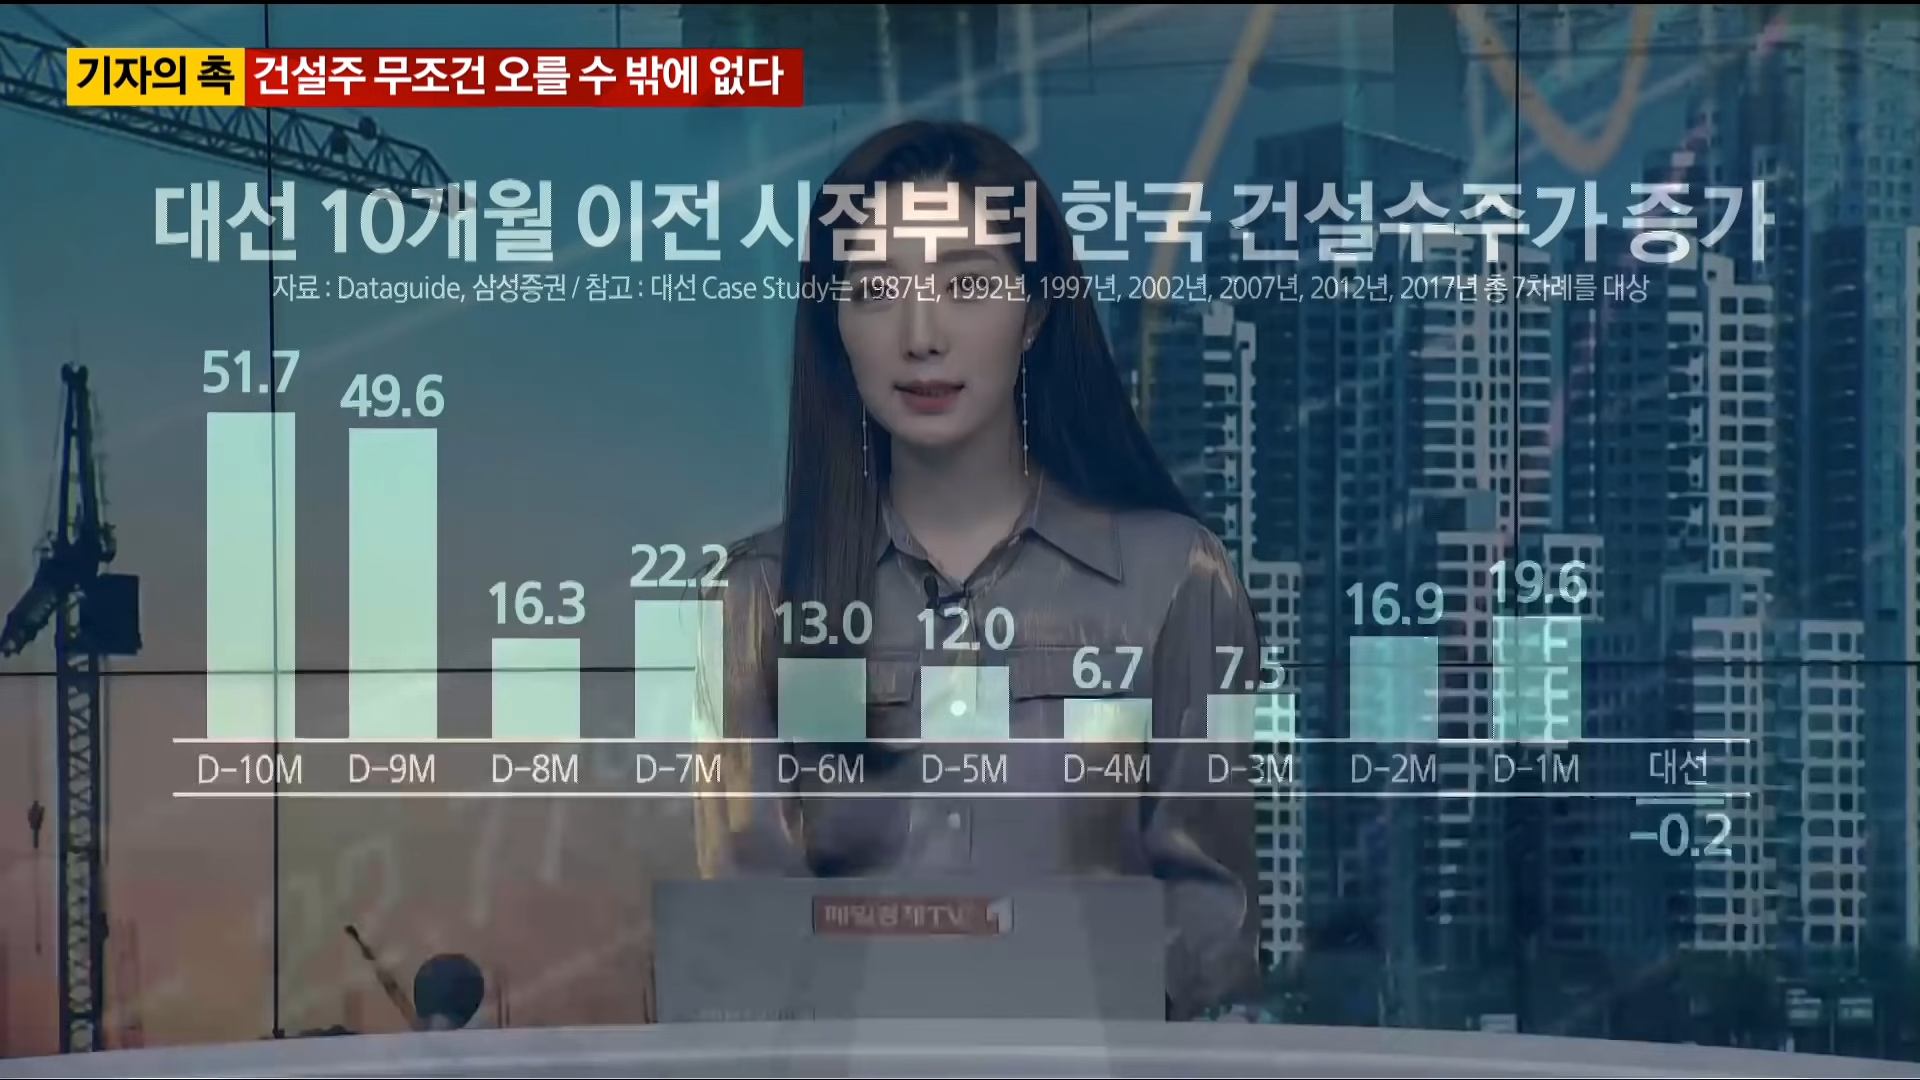 기자의 촉 건설주 무조건 오를 수 밖에 없다
대선 10개월 이전 시점부터 한국 건설수주가 증가
자료 : Dataguide, 삼성증권 / 참고 : 대선 Case Study는 1987년, 1992년, 1997년, 2002년, 2007년, 2012년, 2017년 총 7차례를 대상
51.7 49.6 16.3 22.2 13.0 12.0 6.7 7.5 16.9 19.6
D-10M D-9M D-8M D-7M D-6M D-5M D-4M D-3M D-2M D-1M 대선
-0.2
매일경제TV